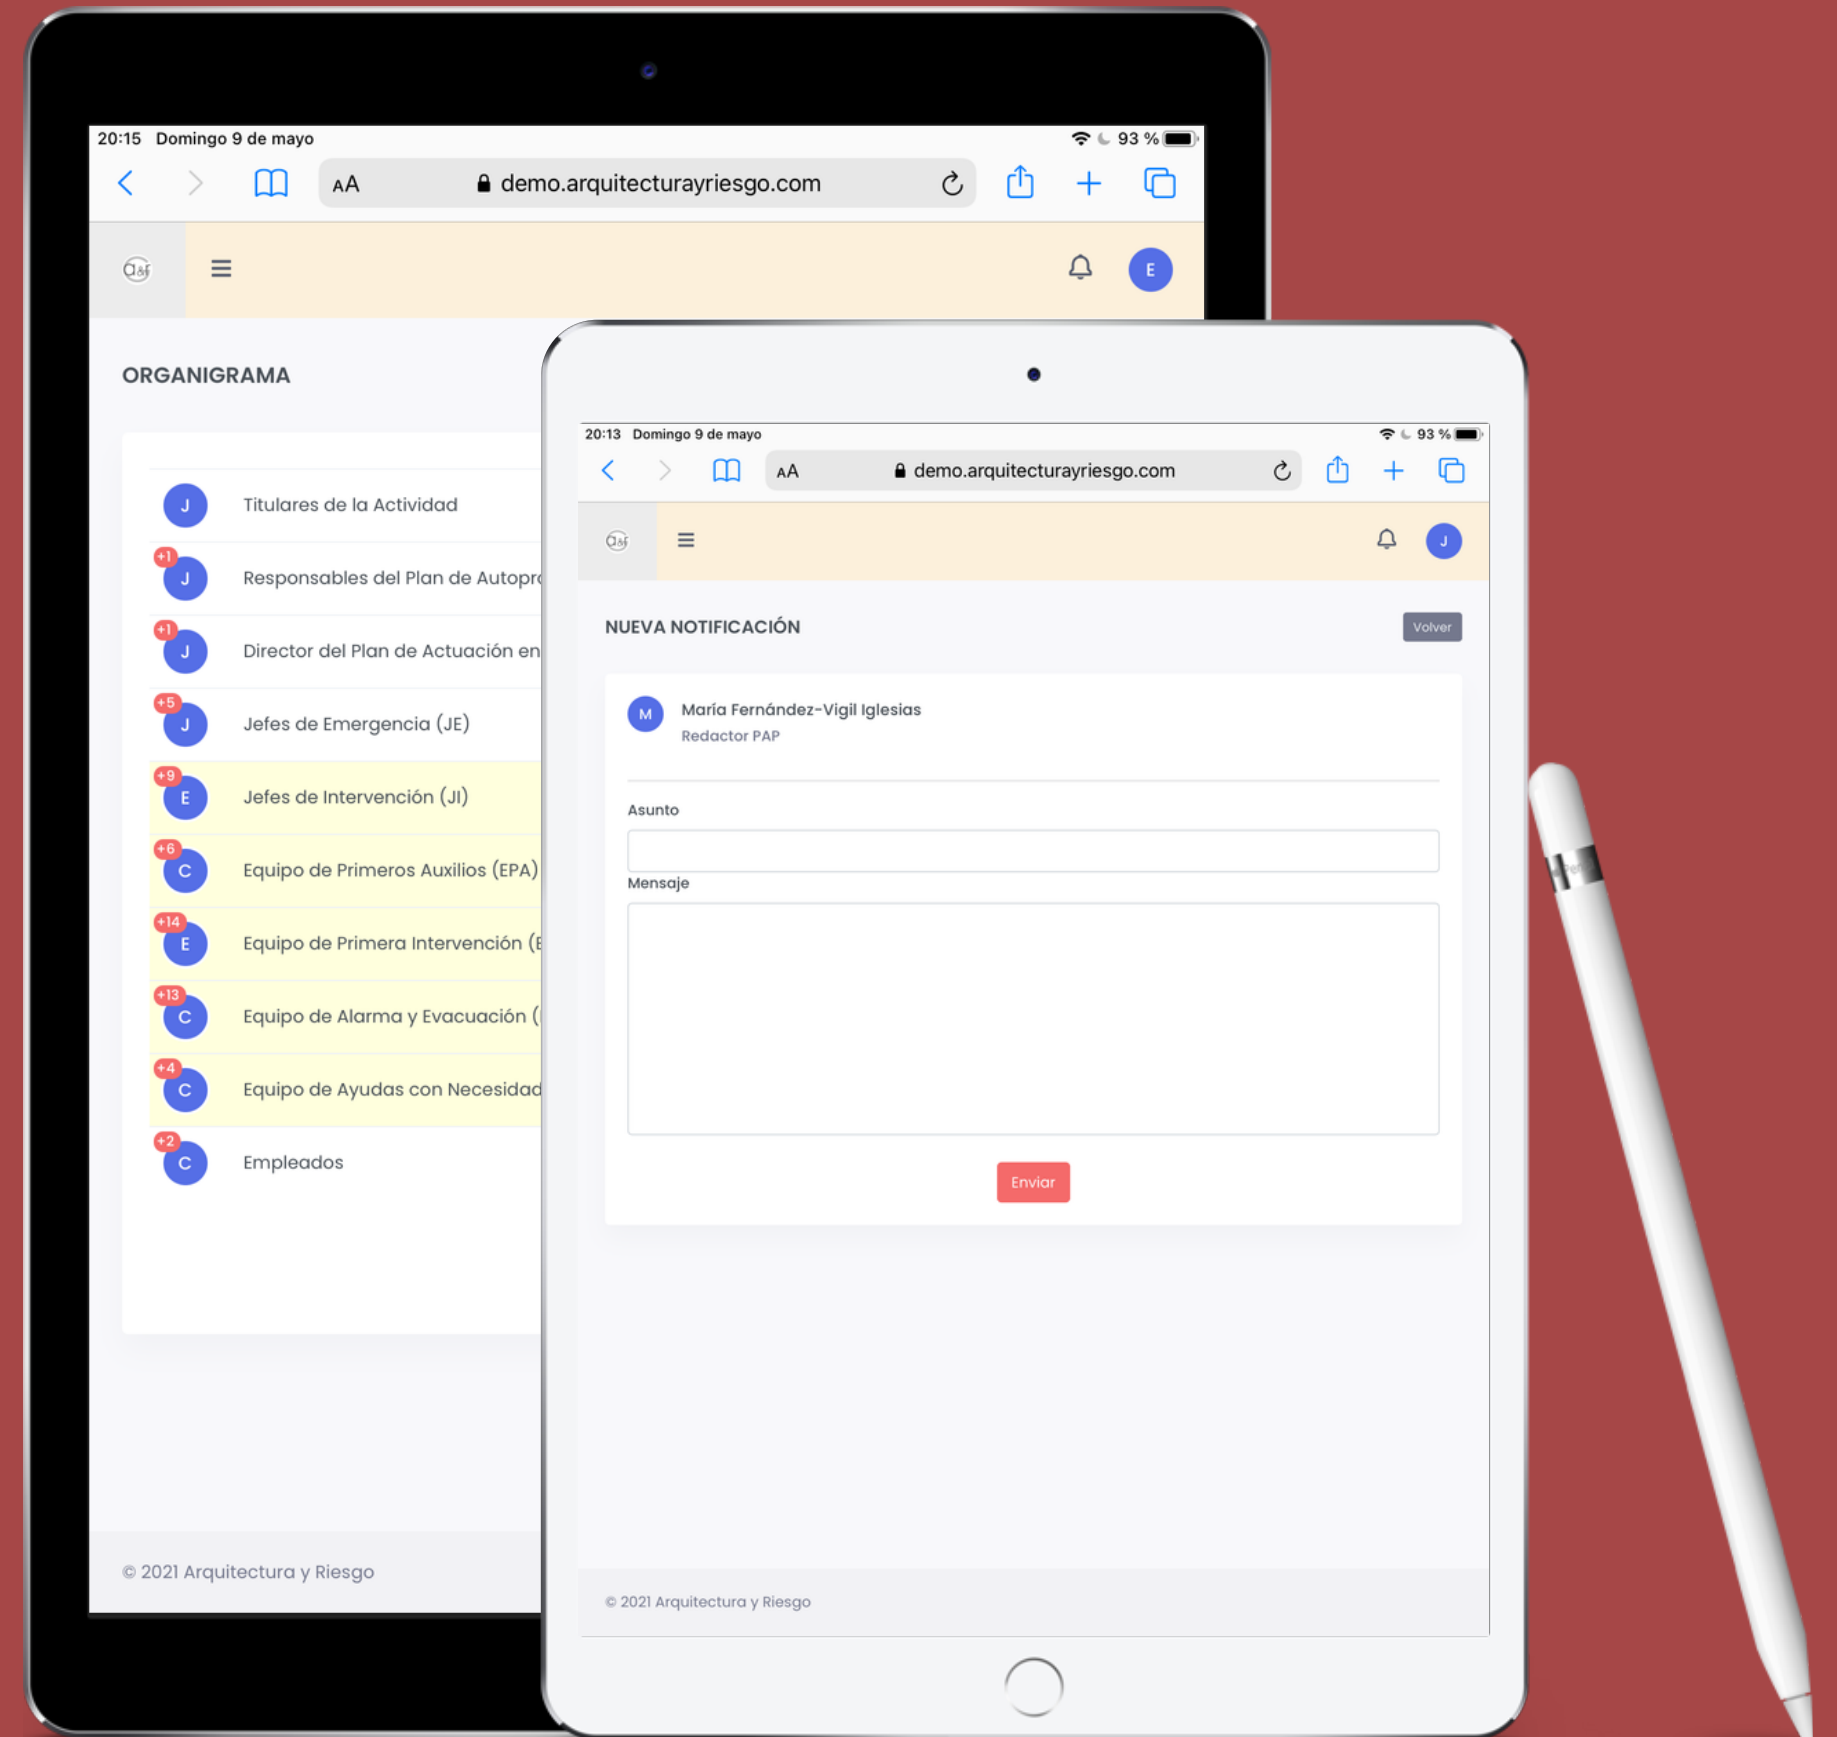 20:15 Domingo 9 de mayo
93 %
AA
demo.arquitecturayriesgo.com
a&r
E
ORGANIGRAMA
J Titulares de la Actividad
+1 J Responsables del Plan de
+1 J Director del Plan de Actuación en
+5 J Jefes de Emergencia (JE)
+9 E Jefes de Intervención (JI)
+6 C Equipo de Primeros Auxilios (EPA)
+14 E Equipo de Primera Intervención
+13 C Equipo de Alarma y Evacuación
+4 C Equipo de Ayudas con
+2 C Empleados
© 2021 Arquitectura y Riesgo
20:13 Domingo 9 de mayo
93 %
AA
demo.arquitecturayriesgo.com
a&r
J
NUEVA NOTIFICACIÓN
Volver
M María Fernández-Vigil Iglesias
Redactor PAP
Asunto
Mensaje
Enviar
© 2021 Arquitectura y Riesgo